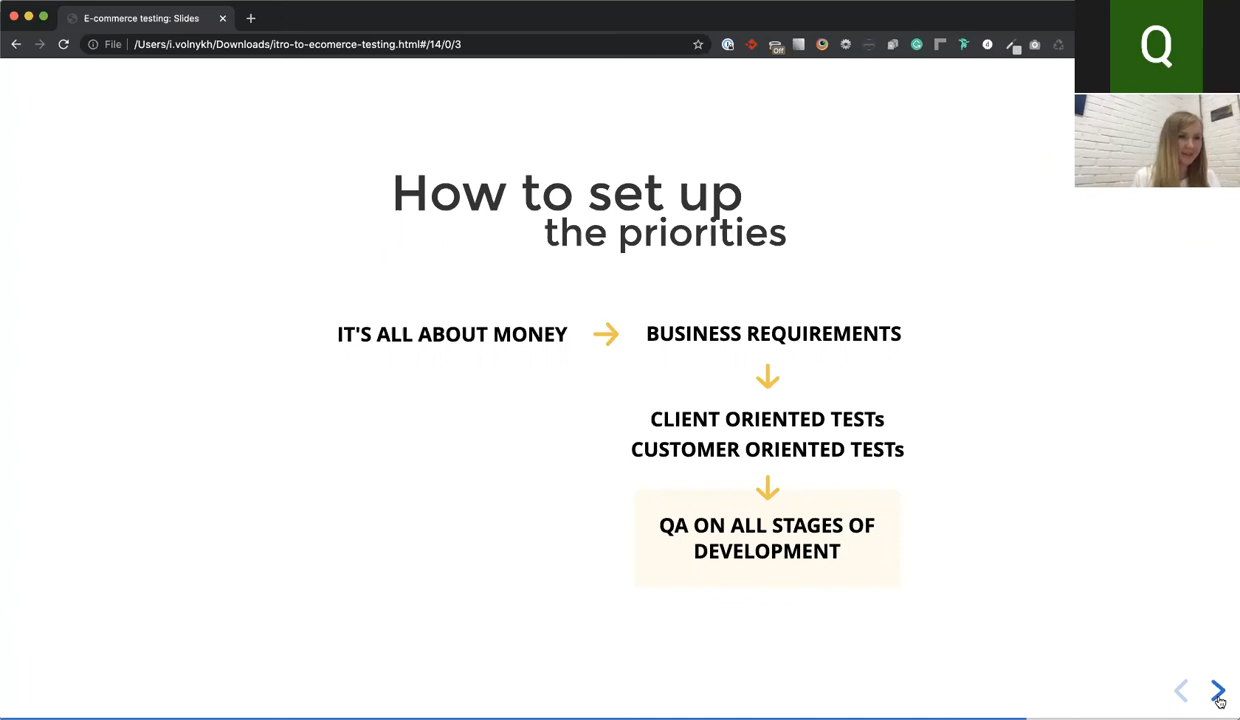 E-commerce testing: Slides
File
/Users/i.volnykh/Downloads/itro-to-ecomerce-testing.html#/14/0/3
Off
Q
How to set up
the priorities
IT'S ALL ABOUT MONEY
BUSINESS REQUIREMENTS
CLIENT ORIENTED TESTs
CUSTOMER ORIENTED TESTs
QA ON ALL STAGES OF
DEVELOPMENT